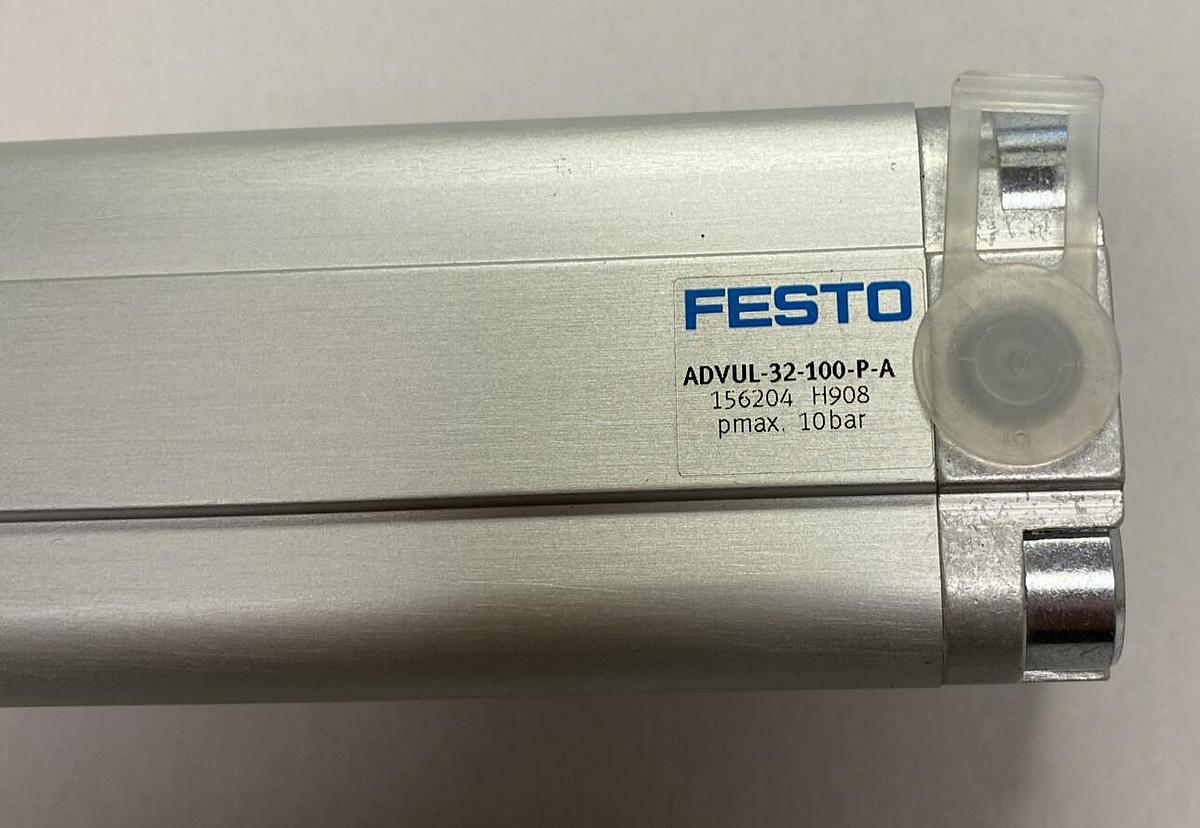 FESTO
ADVUL-32-100-P-A
156204 H908
pmax. 10bar